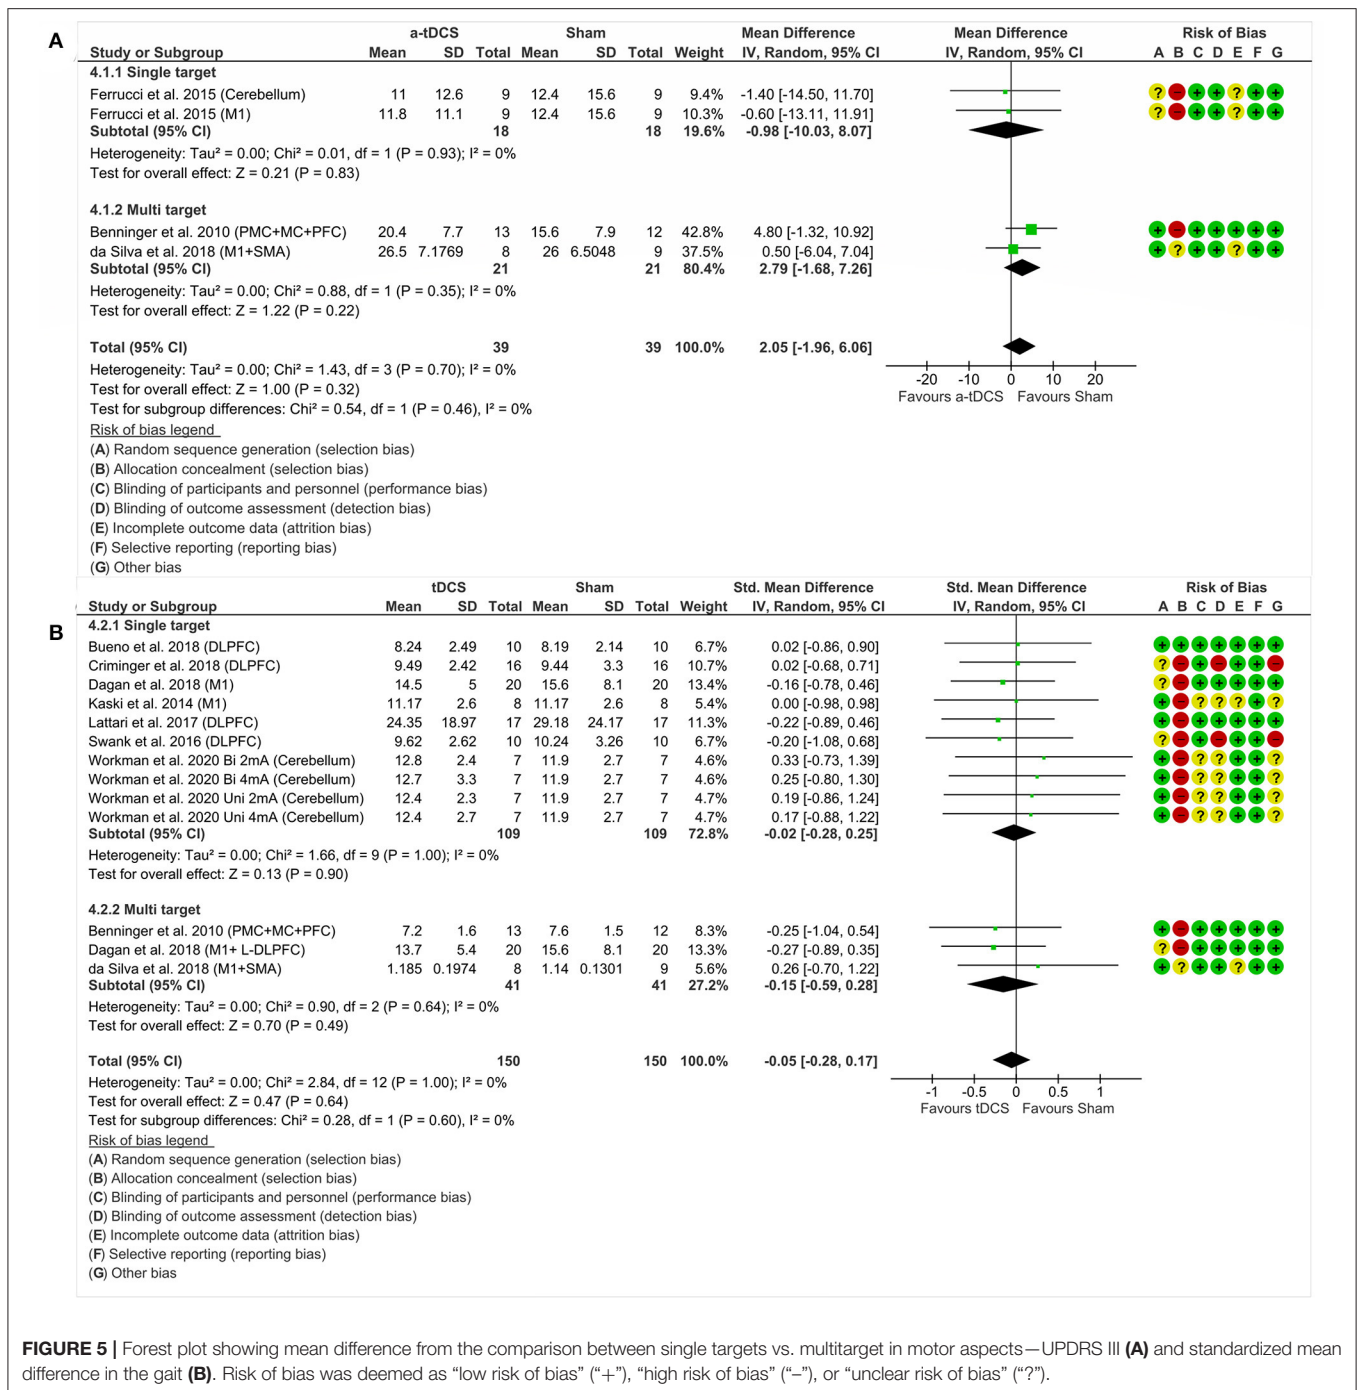 A
a-tDCS Sham Mean Difference Mean Difference Risk of Bias
Study or Subgroup Mean SD Total Mean SD Total Weight IV, Random, 95% CI IV, Random, 95% CI A B C D E F G
4.1.1 Single target
Ferrucci et al. 2015 (Cerebellum) 11 12.6 9 12.4 15.6 9 9.4% -1.40 [-14.50, 11.70] ? – + + ? + +
Ferrucci et al. 2015 (M1) 11.8 11.1 9 12.4 15.6 9 10.3% -0.60 [-13.11, 11.91] ? – + + ? + +
Subtotal (95% CI) 18 18 19.6% -0.98 [-10.03, 8.07]
Heterogeneity: Tau² = 0.00; Chi² = 0.01, df = 1 (P = 0.93); I² = 0%
Test for overall effect: Z = 0.21 (P = 0.83)
4.1.2 Multi target
Benninger et al. 2010 (PMC+MC+PFC) 20.4 7.7 13 15.6 7.9 12 42.8% 4.80 [-1.32, 10.92] + – + + + + +
da Silva et al. 2018 (M1+SMA) 26.5 7.1769 8 26 6.5048 9 37.5% 0.50 [-6.04, 7.04] + ? + + ? + +
Subtotal (95% CI) 21 21 80.4% 2.79 [-1.68, 7.26]
Heterogeneity: Tau² = 0.00; Chi² = 0.88, df = 1 (P = 0.35); I² = 0%
Test for overall effect: Z = 1.22 (P = 0.22)
Total (95% CI) 39 39 100.0% 2.05 [-1.96, 6.06]
Heterogeneity: Tau² = 0.00; Chi² = 1.43, df = 3 (P = 0.70); I² = 0%
-20 -10 0 10 20
Test for overall effect: Z = 1.00 (P = 0.32)
Favours a-tDCS Favours Sham
Test for subgroup differences: Chi² = 0.54, df = 1 (P = 0.46), I² = 0%
Risk of bias legend
(A) Random sequence generation (selection bias)
(B) Allocation concealment (selection bias)
(C) Blinding of participants and personnel (performance bias)
(D) Blinding of outcome assessment (detection bias)
(E) Incomplete outcome data (attrition bias)
(F) Selective reporting (reporting bias)
(G) Other bias
B
tDCS Sham Std. Mean Difference Std. Mean Difference Risk of Bias
Study or Subgroup Mean SD Total Mean SD Total Weight IV, Random, 95% CI IV, Random, 95% CI A B C D E F G
4.2.1 Single target
Bueno et al. 2018 (DLPFC) 8.24 2.49 10 8.19 2.14 10 6.7% 0.02 [-0.86, 0.90] + + + + + + +
Criminger et al. 2018 (DLPFC) 9.49 2.42 16 9.44 3.3 16 10.7% 0.02 [-0.68, 0.71] ? – + – + + –
Dagan et al. 2018 (M1) 14.5 5 20 15.6 8.1 20 13.4% -0.16 [-0.78, 0.46] ? – + + + + +
Kaski et al. 2014 (M1) 11.17 2.6 8 11.17 2.6 8 5.4% 0.00 [-0.98, 0.98] + – ? ? ? + ?
Lattari et al. 2017 (DLPFC) 24.35 18.97 17 29.18 24.17 17 11.3% -0.22 [-0.89, 0.46] + – + + + + +
Swank et al. 2016 (DLPFC) 9.62 2.62 10 10.24 3.26 10 6.7% -0.20 [-1.08, 0.68] ? – + – + + –
Workman et al. 2020 Bi 2mA (Cerebellum) 12.8 2.4 7 11.9 2.7 7 4.6% 0.33 [-0.73, 1.39] + – ? ? + + ?
Workman et al. 2020 Bi 4mA (Cerebellum) 12.7 3.3 7 11.9 2.7 7 4.6% 0.25 [-0.80, 1.30] + – ? ? + + ?
Workman et al. 2020 Uni 2mA (Cerebellum) 12.4 2.3 7 11.9 2.7 7 4.7% 0.19 [-0.86, 1.24] + – ? ? + + ?
Workman et al. 2020 Uni 4mA (Cerebellum) 12.4 2.7 7 11.9 2.7 7 4.7% 0.17 [-0.88, 1.22] + – ? ? + + ?
Subtotal (95% CI) 109 109 72.8% -0.02 [-0.28, 0.25]
Heterogeneity: Tau² = 0.00; Chi² = 1.66, df = 9 (P = 1.00); I² = 0%
Test for overall effect: Z = 0.13 (P = 0.90)
4.2.2 Multi target
Benninger et al. 2010 (PMC+MC+PFC) 7.2 1.6 13 7.6 1.5 12 8.3% -0.25 [-1.04, 0.54] + – + + + + +
Dagan et al. 2018 (M1+ L-DLPFC) 13.7 5.4 20 15.6 8.1 20 13.3% -0.27 [-0.89, 0.35] ? – + + + + +
da Silva et al. 2018 (M1+SMA) 1.185 0.1974 8 1.14 0.1301 9 5.6% 0.26 [-0.70, 1.22] + ? + + ? + +
Subtotal (95% CI) 41 41 27.2% -0.15 [-0.59, 0.28]
Heterogeneity: Tau² = 0.00; Chi² = 0.90, df = 2 (P = 0.64); I² = 0%
Test for overall effect: Z = 0.70 (P = 0.49)
Total (95% CI) 150 150 100.0% -0.05 [-0.28, 0.17]
Heterogeneity: Tau² = 0.00; Chi² = 2.84, df = 12 (P = 1.00); I² = 0%
-1 -0.5 0 0.5 1
Test for overall effect: Z = 0.47 (P = 0.64)
Favours tDCS Favours Sham
Test for subgroup differences: Chi² = 0.28, df = 1 (P = 0.60), I² = 0%
Risk of bias legend
(A) Random sequence generation (selection bias)
(B) Allocation concealment (selection bias)
(C) Blinding of participants and personnel (performance bias)
(D) Blinding of outcome assessment (detection bias)
(E) Incomplete outcome data (attrition bias)
(F) Selective reporting (reporting bias)
(G) Other bias
FIGURE 5 | Forest plot showing mean difference from the comparison between single targets vs. multitarget in motor aspects—UPDRS III (A) and standardized mean
difference in the gait (B). Risk of bias was deemed as “low risk of bias” (“+”), “high risk of bias” (“–”), or “unclear risk of bias” (“?”).